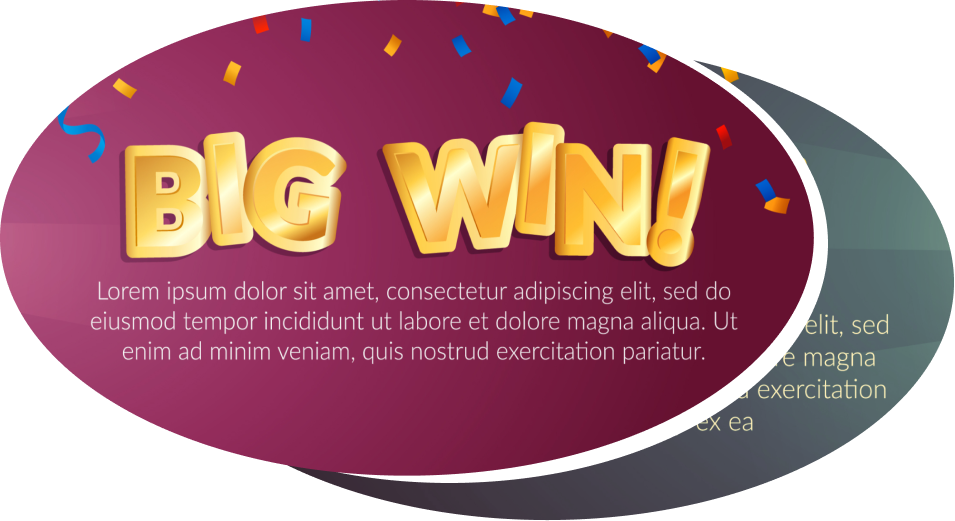 BIG WIN!
Lorem ipsum dolor sit amet, consectetur adipiscing elit, sed do
eiusmod tempor incididunt ut labore et dolore magna aliqua. Ut
enim ad minim veniam, quis nostrud exercitation pariatur.
elit, sed
magna
exercitation
ex ea